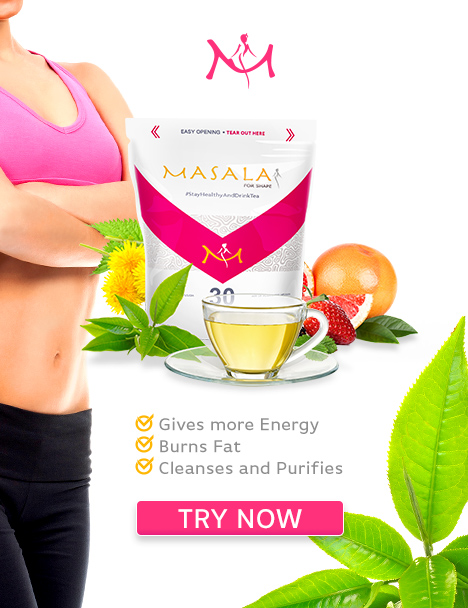 EASY OPENING • TEAR OUT HERE
MASALA
FOR SHAPE
#StayHealthyAndDrinkTea
30
Gives more Energy
Burns Fat
Cleanses and Purifies
TRY NOW